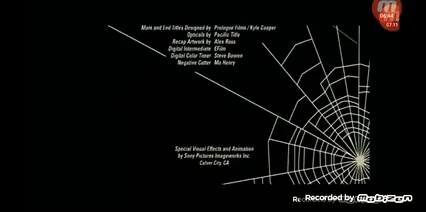 Main and End Titles Designed by Prologue Films / Kyle Cooper
Opticals by Pacific Title
Recap Artwork by Alex Ross
Digital Intermediate EFilm
Digital Color Timer Steve Bowen
Negative Cutter Mo Henry
Special Visual Effects and Animation
by Sony Pictures Imageworks Inc.
Culver City, CA
Recorded by mobizen